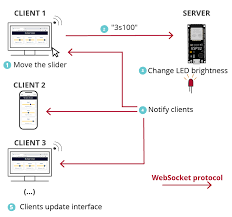 CLIENT 1
SERVER
2 "3s100"
1 Move the slider
3 Change LED brightness
CLIENT 2
4 Notify clients
CLIENT 3
WebSocket protocol
(...)
5 Clients update interface